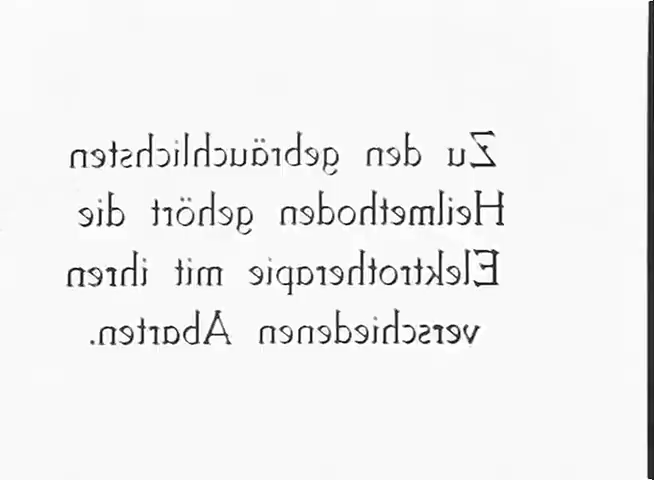 Zu den gebräuchlichsten
Heilmethoden gehört die
Elektrotherapie mit ihren
verschiedenen Abarten.